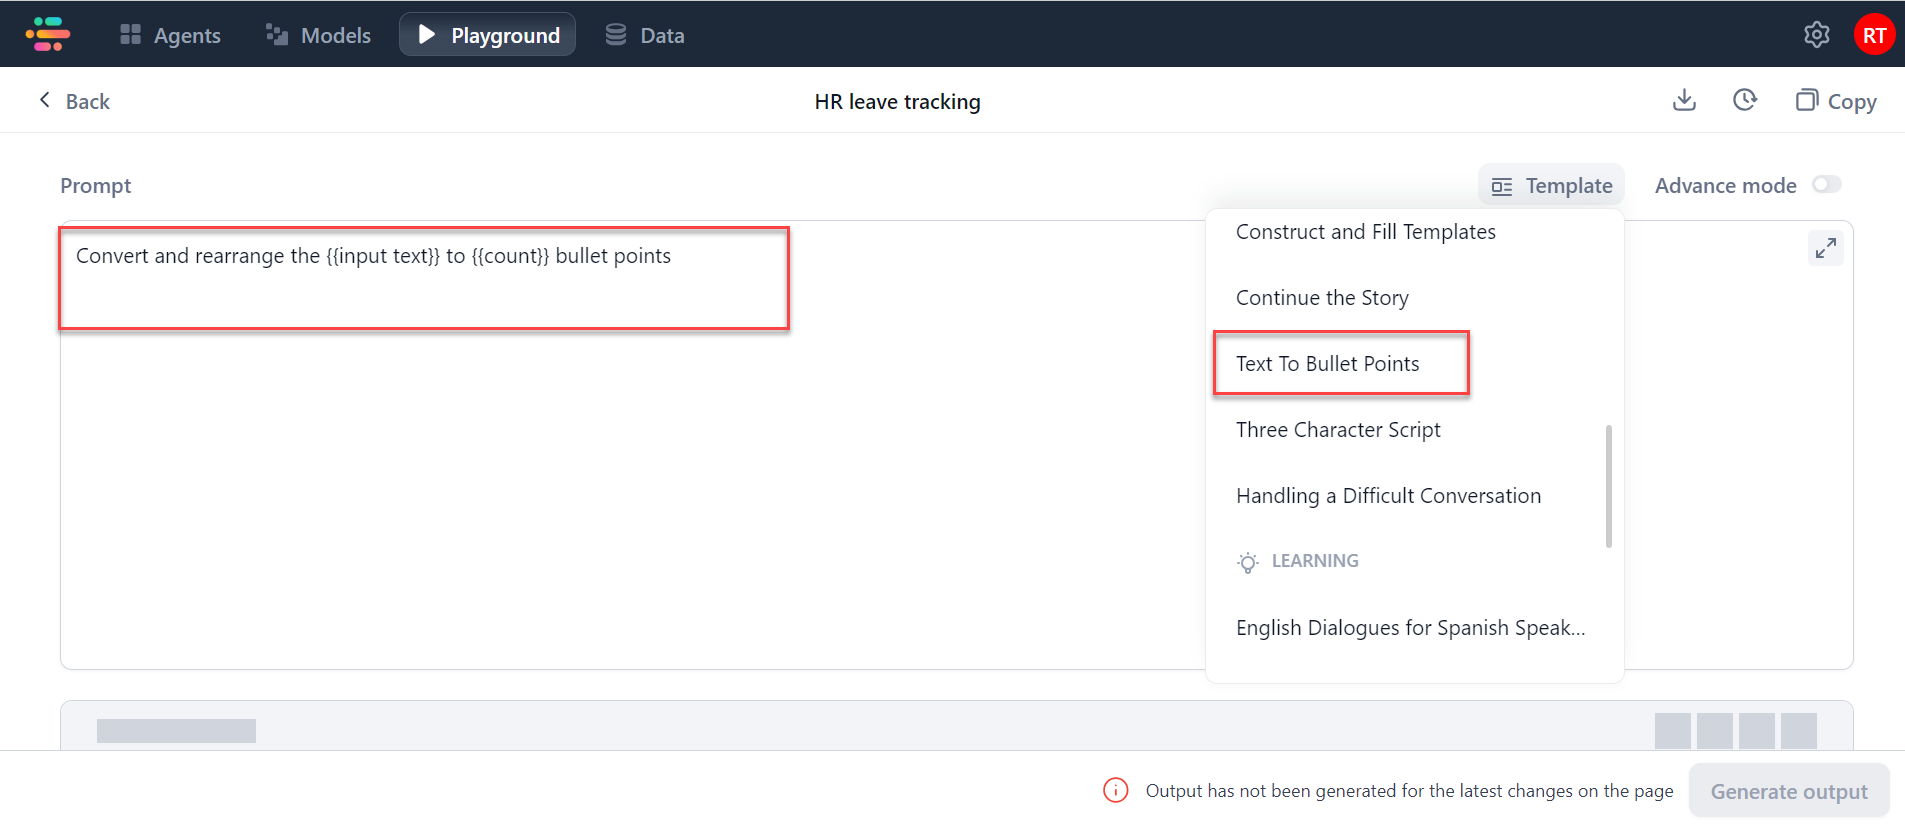 Agents Models Playground Data RT
Back HR leave tracking Copy
Prompt Template Advance mode
Convert and rearrange the {{input text}} to {{count}} bullet points
Construct and Fill Templates
Continue the Story
Text To Bullet Points
Three Character Script
Handling a Difficult Conversation
LEARNING
English Dialogues for Spanish Speak...
Output has not been generated for the latest changes on the page Generate output